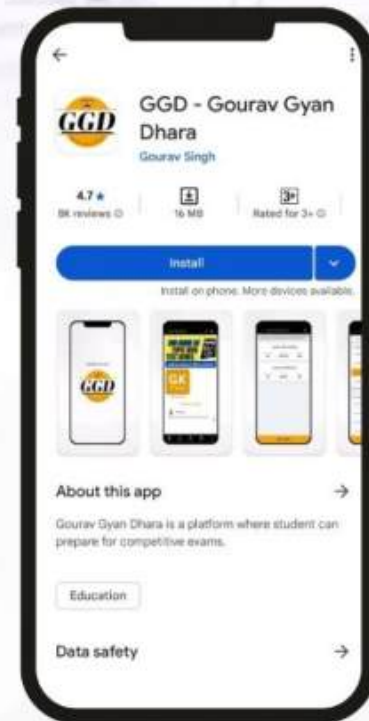 GGD
GGD - Gourav Gyan
Dhara
Gourav Singh
4.7★
8K reviews
16 MB
3+
Rated for 3+
Install
Install on phone. More devices available.
GGD
GK
About this app
Gourav Gyan Dhara is a platform where student can
prepare for competitive exams.
Education
Data safety